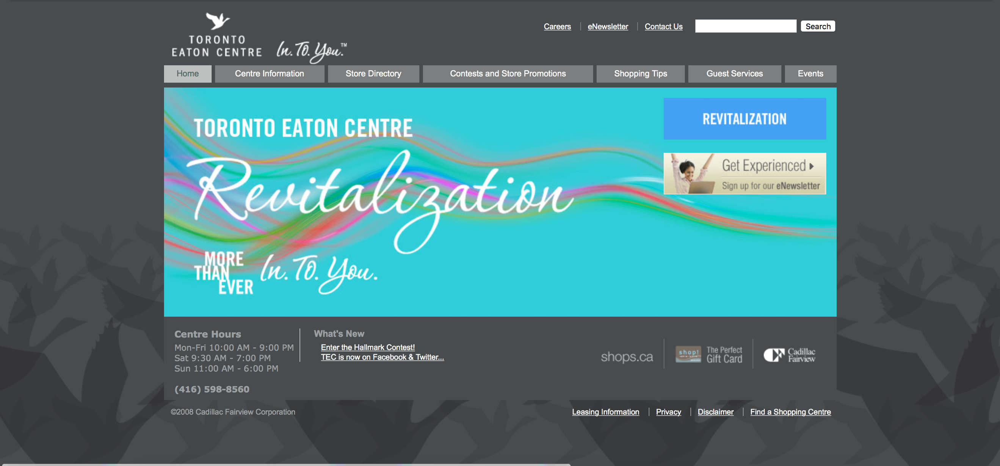 TORONTO
EATON CENTRE In.To.You.™
Careers eNewsletter Contact Us Search
Home Centre Information Store Directory Contests and Store Promotions Shopping Tips Guest Services Events
TORONTO EATON CENTRE
Revitalization
MORE
THAN
EVER
In.To.You.
REVITALIZATION
Get Experienced
Sign up for our eNewsletter
Centre Hours
Mon-Fri 10:00 AM - 9:00 PM
Sat 9:30 AM - 7:00 PM
Sun 11:00 AM - 6:00 PM
(416) 598-8560
What's New
Enter the Hallmark Contest!
TEC is now on Facebook & Twitter...
shops.ca
shop!
The Perfect
Gift Card
Cadillac
Fairview
©2008 Cadillac Fairview Corporation
Leasing Information Privacy Disclaimer Find a Shopping Centre